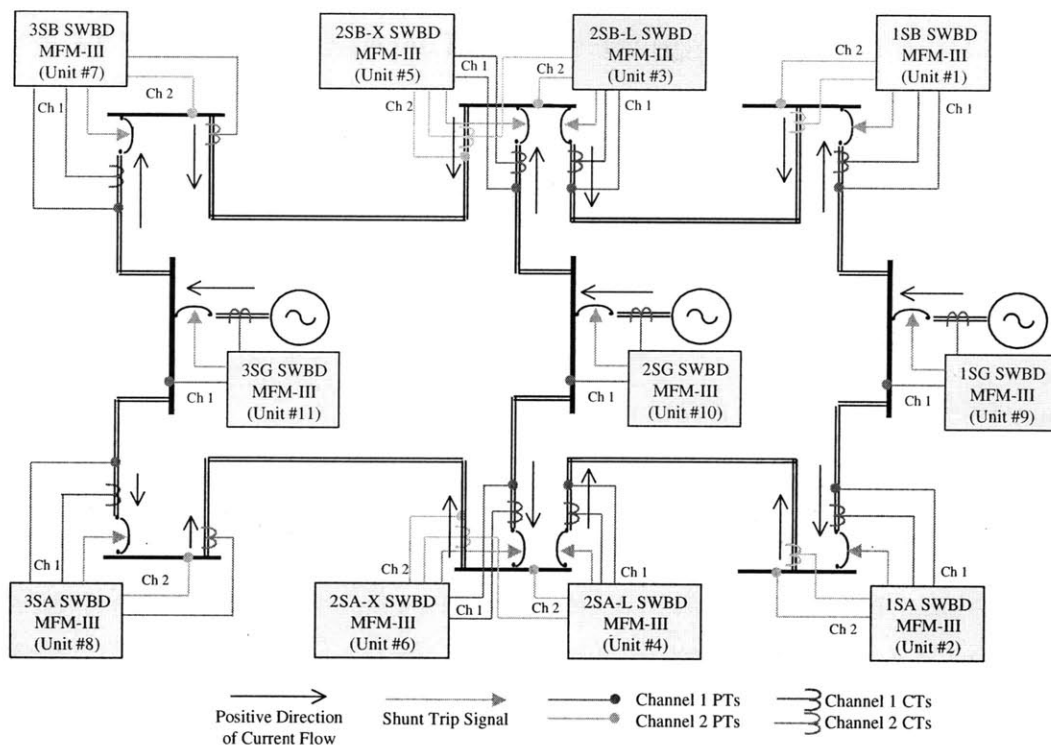 3SB SWBD
MFM-III
(Unit #7)
Ch 1
Ch 2
2SB-X SWBD
MFM-III
(Unit #5)
Ch 1
Ch 2
2SB-L SWBD
MFM-III
(Unit #3)
Ch 2
Ch 1
1SB SWBD
MFM-III
(Unit #1)
Ch 2
Ch 1
3SG SWBD
MFM-III
(Unit #11)
Ch 1
2SG SWBD
MFM-III
(Unit #10)
Ch 1
1SG SWBD
MFM-III
(Unit #9)
Ch 1
3SA SWBD
MFM-III
(Unit #8)
Ch 1
Ch 2
2SA-X SWBD
MFM-III
(Unit #6)
Ch 2
Ch 1
2SA-L SWBD
MFM-III
(Unit #4)
Ch 1
Ch 2
1SA SWBD
MFM-III
(Unit #2)
Ch 1
Ch 2
Positive Direction
of Current Flow
Shunt Trip Signal
Channel 1 PTs
Channel 2 PTs
Channel 1 CTs
Channel 2 CTs